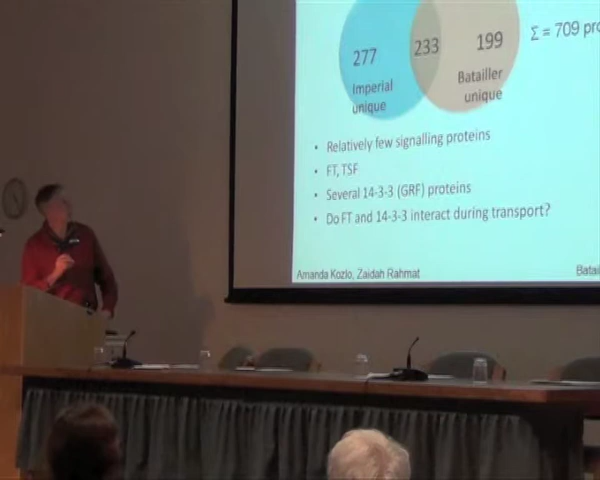 277
233
199
Σ = 709 pro
Imperial
unique
Batailler
unique
• Relatively few signalling proteins
• FT, TSF
• Several 14-3-3 (GRF) proteins
• Do FT and 14-3-3 interact during transport?
Amanda Kozlo, Zaidah Rahmat
Batail